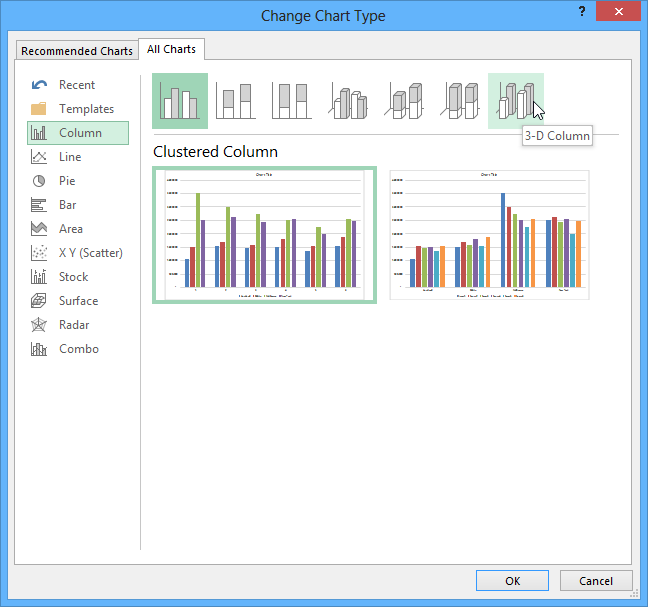 Change Chart Type
?
Recommended Charts
All Charts
Recent
Templates
Column
Line
Pie
Bar
Area
X Y (Scatter)
Stock
Surface
Radar
Combo
3-D Column
Clustered Column
Chart Title
Chart Title
OK
Cancel